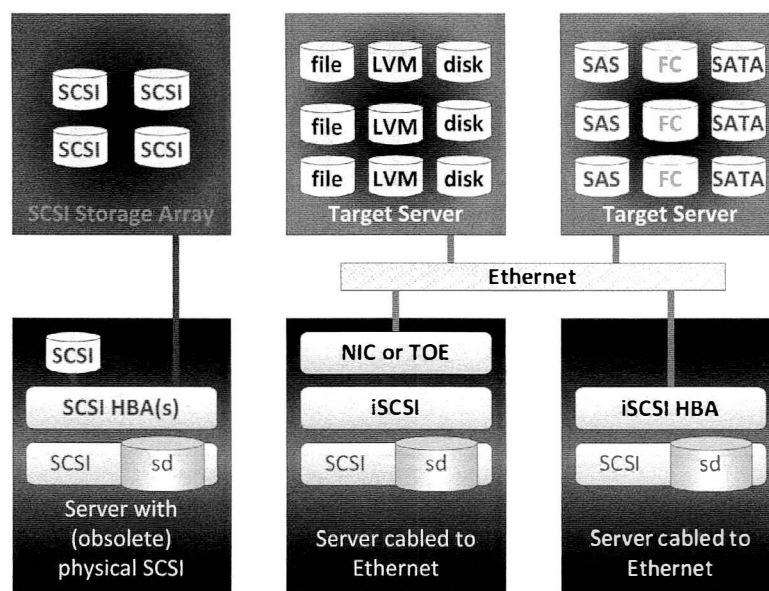 SCSI SCSI
SCSI SCSI
SCSI Storage Array
file LVM disk
file LVM disk
file LVM disk
Target Server
SAS FC SATA
SAS FC SATA
SAS FC SATA
Target Server
Ethernet
SCSI
SCSI HBA(s)
SCSI sd
Server with
(obsolete)
physical SCSI
NIC or TOE
iSCSI
SCSI sd
Server cabled to
Ethernet
iSCSI HBA
SCSI sd
Server cabled to
Ethernet